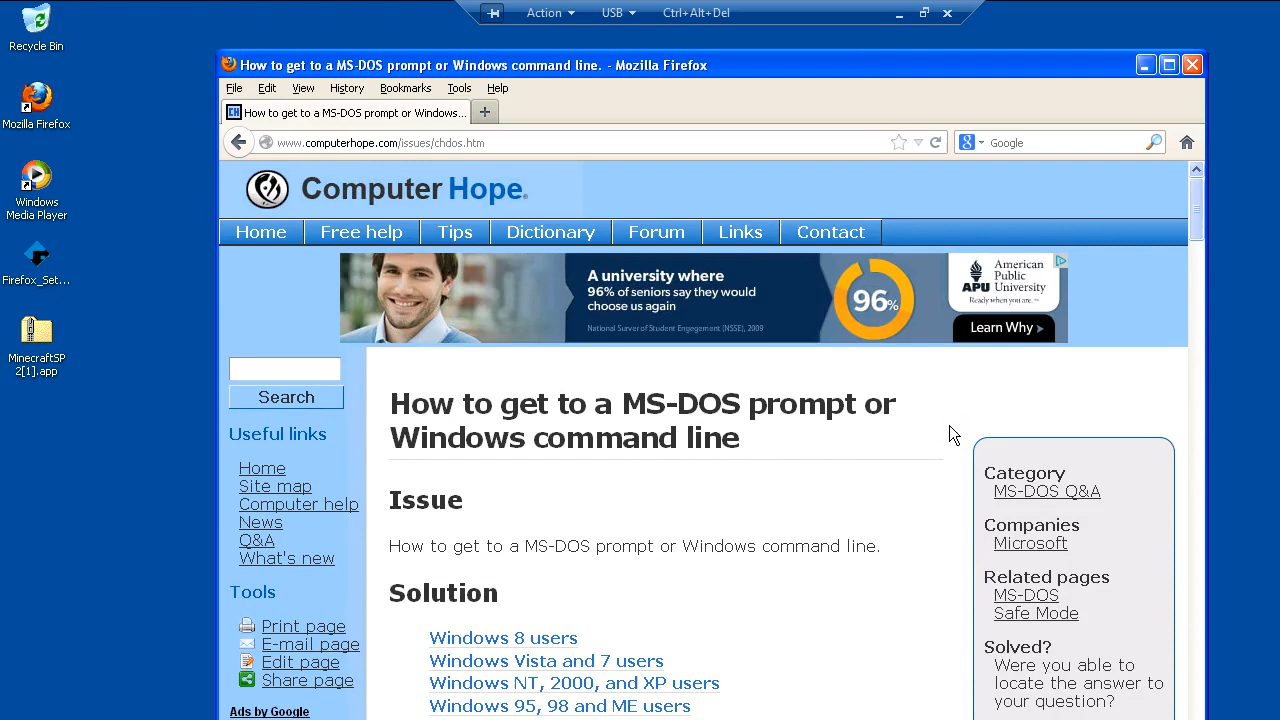 Action
USB
Ctrl+Alt+Del
Recycle Bin
Mozilla Firefox
Windows
Media Player
Firefox_Set...
MinecraftSP
2[1].app
How to get to a MS-DOS prompt or Windows command line. - Mozilla Firefox
File Edit View History Bookmarks Tools Help
CH How to get to a MS-DOS prompt or Windows...
www.computerhope.com/issues/chdos.htm
Google
Computer Hope
Home Free help Tips Dictionary Forum Links Contact
A university where
96% of seniors say they would
choose us again
National Survey of Student Engagement (NSSE), 2009
96%
American
Public
University
APU
Ready when you are.™
Learn Why
Search
Useful links
Home
Site map
Computer help
News
Q&A
What's new
Tools
Print page
E-mail page
Edit page
Share page
Ads by Google
How to get to a MS-DOS prompt or
Windows command line
Issue
How to get to a MS-DOS prompt or Windows command line.
Solution
Windows 8 users
Windows Vista and 7 users
Windows NT, 2000, and XP users
Windows 95, 98 and ME users
Category
MS-DOS Q&A
Companies
Microsoft
Related pages
MS-DOS
Safe Mode
Solved?
Were you able to
locate the answer to
your question?